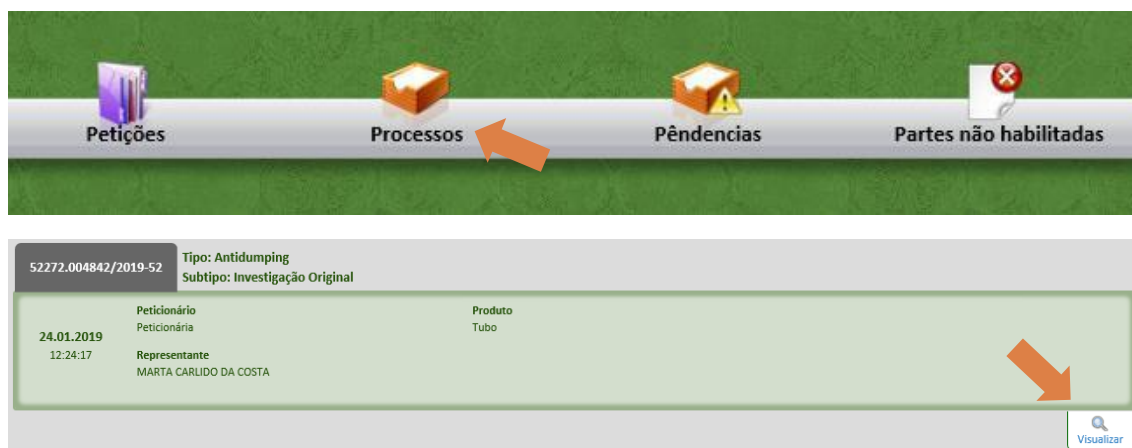 Petições
Processos
Pêndencias
Partes não habilitadas
52272.004842/2019-52
Tipo: Antidumping
Subtipo: Investigação Original
24.01.2019
12:24:17
Peticionário
Peticionária
Representante
MARTA CARLIDO DA COSTA
Produto
Tubo
Visualizar